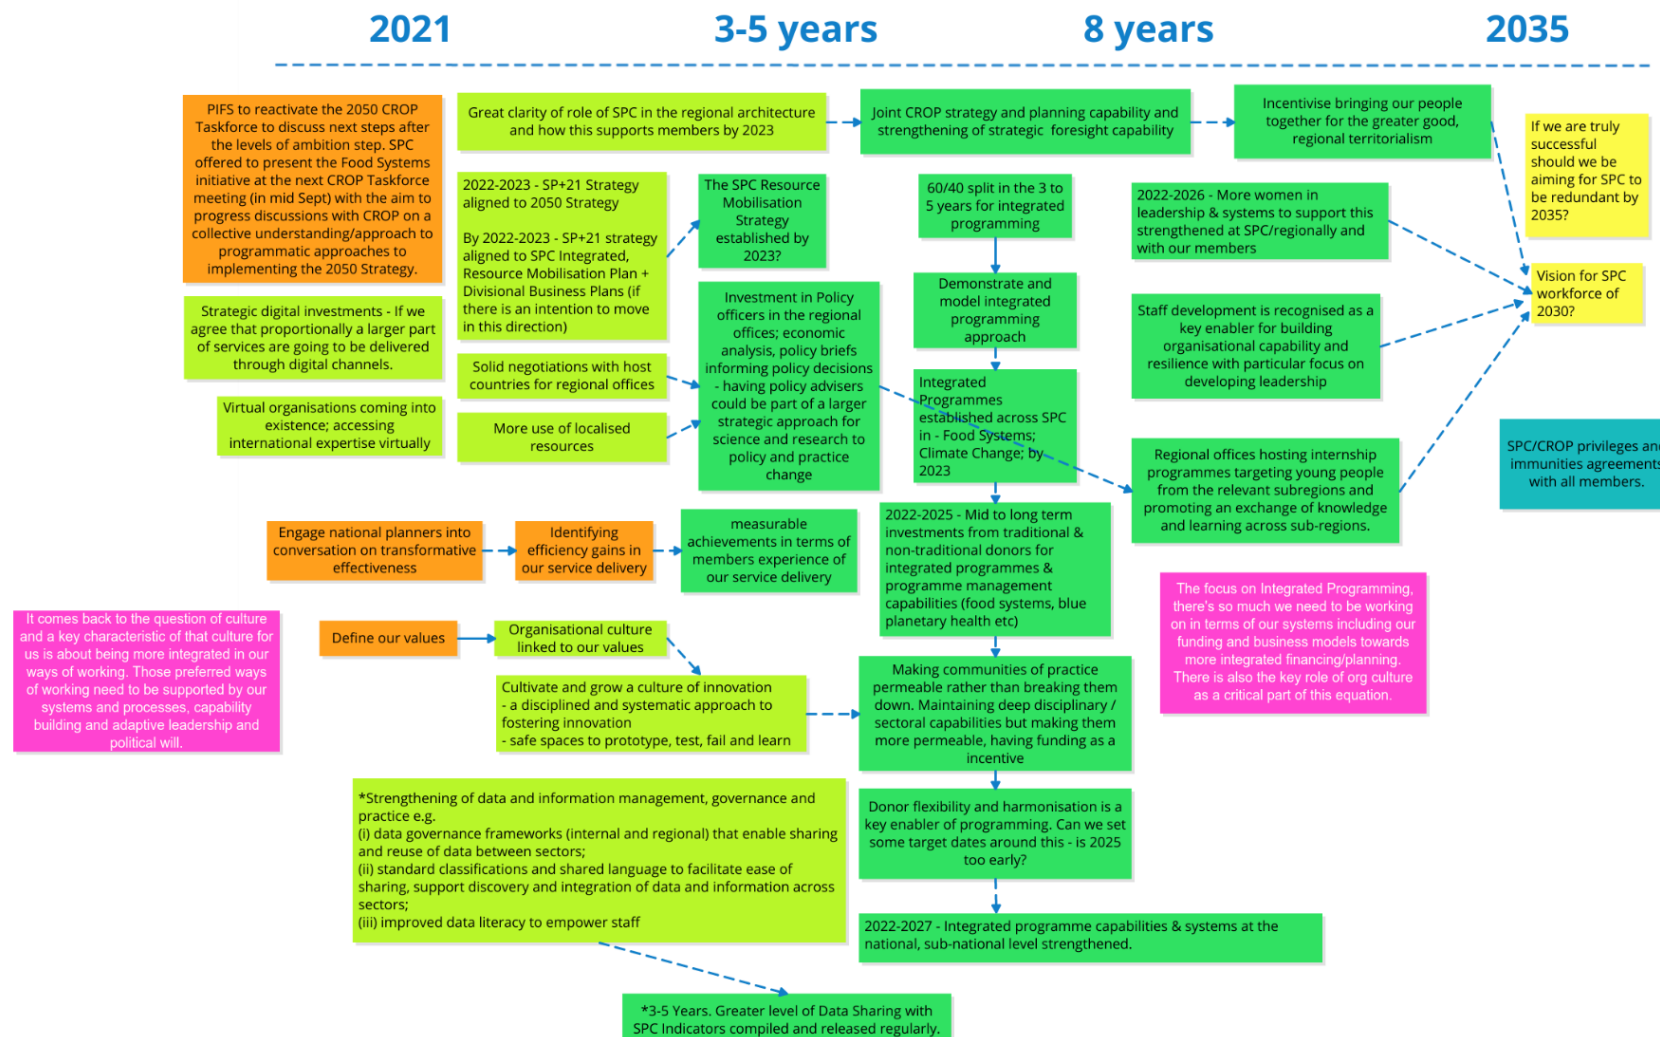 2021
3-5 years
8 years
2035
PIFS to reactivate the 2050 CROP
Taskforce to discuss next steps after
the levels of ambition step. SPC
offered to present the Food Systems
initiative at the next CROP Taskforce
meeting (in mid Sept) with the aim to
progress discussions with CROP on a
collective understanding/approach to
programmatic approaches to
implementing the 2050 Strategy.
Great clarity of role of SPC in the regional architecture
and how this supports members by 2023
Joint CROP strategy and planning capability and
strengthening of strategic foresight capability
Incentivise bringing our people
together for the greater good,
regional territorialism
If we are truly
successful
should we be
aiming for SPC to
be redundant by
2035?
2022-2023 - SP+21 Strategy
aligned to 2050 Strategy
By 2022-2023 - SP+21 strategy
aligned to SPC Integrated,
Resource Mobilisation Plan +
Divisional Business Plans (if
there is an intention to move
in this direction)
The SPC Resource
Mobilisation
Strategy
established by
2023?
60/40 split in the 3 to
5 years for integrated
programming
2022-2026 - More women in
leadership & systems to support this
strengthened at SPC/regionally and
with our members
Vision for SPC
workforce of
2030?
Strategic digital investments - If we
agree that proportionally a larger part
of services are going to be delivered
through digital channels.
Investment in Policy
officers in the regional
offices; economic
analysis, policy briefs
informing policy decisions
- having policy advisers
could be part of a larger
strategic approach for
science and research to
policy and practice
change
Demonstrate and
model integrated
programming
approach
Staff development is recognised as a
key enabler for building
organisational capability and
resilience with particular focus on
developing leadership
Solid negotiations with host
countries for regional offices
Integrated
Programmes
established across SPC
in - Food Systems;
Climate Change; by
2023
Virtual organisations coming into
existence; accessing
international expertise virtually
More use of localised
resources
Regional offices hosting internship
programmes targeting young people
from the relevant subregions and
promoting an exchange of knowledge
and learning across sub-regions.
SPC/CROP privileges and
immunities agreements
with all members.
Engage national planners into
conversation on transformative
effectiveness
Identifying
efficiency gains in
our service delivery
measurable
achievements in terms of
members experience of
our service delivery
2022-2025 - Mid to long term
investments from traditional &
non-traditional donors for
integrated programmes &
programme management
capabilities (food systems, blue
planetary health etc)
The focus on Integrated Programming,
there's so much we need to be working
on in terms of our systems including our
funding and business models towards
more integrated financing/planning.
There is also the key role of org culture
as a critical part of this equation.
It comes back to the question of culture
and a key characteristic of that culture for
us is about being more integrated in our
ways of working. Those preferred ways
of working need to be supported by our
systems and processes, capability
building and adaptive leadership and
political will.
Define our values
Organisational culture
linked to our values
Cultivate and grow a culture of innovation
- a disciplined and systematic approach to
fostering innovation
- safe spaces to prototype, test, fail and learn
Making communities of practice
permeable rather than breaking them
down. Maintaining deep disciplinary /
sectoral capabilities but making them
more permeable, having funding as a
incentive
*Strengthening of data and information management, governance and
practice e.g.
(i) data governance frameworks (internal and regional) that enable sharing
and reuse of data between sectors;
(ii) standard classifications and shared language to facilitate ease of
sharing, support discovery and integration of data and information across
sectors;
(iii) improved data literacy to empower staff
Donor flexibility and harmonisation is a
key enabler of programming. Can we set
some target dates around this - is 2025
too early?
2022-2027 - Integrated programme capabilities & systems at the
national, sub-national level strengthened.
*3-5 Years. Greater level of Data Sharing with
SPC Indicators compiled and released regularly.